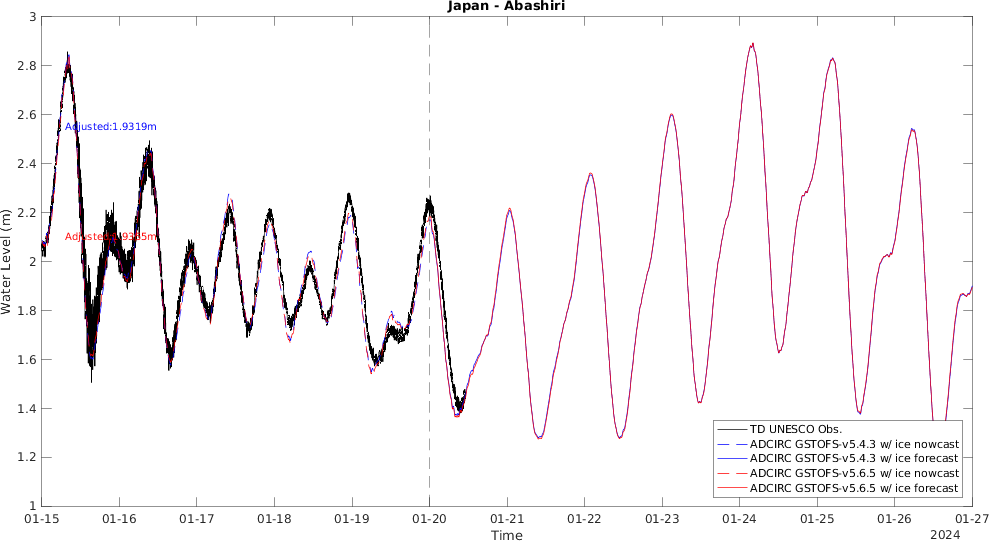 Japan - Abashiri
Water Level (m)
3
2.8
2.6
2.4
2.2
2
1.8
1.6
1.4
1.2
1
Adjusted:1.9319m
TD UNESCO Obs.
ADCIRC GSTOFS-v5.4.3 w/ ice nowcast
ADCIRC GSTOFS-v5.4.3 w/ ice forecast
ADCIRC GSTOFS-v5.6.5 w/ ice nowcast
ADCIRC GSTOFS-v5.6.5 w/ ice forecast
01-15 01-16 01-17 01-18 01-19 01-20 01-21 01-22 01-23 01-24 01-25 01-26 01-27
Time
2024